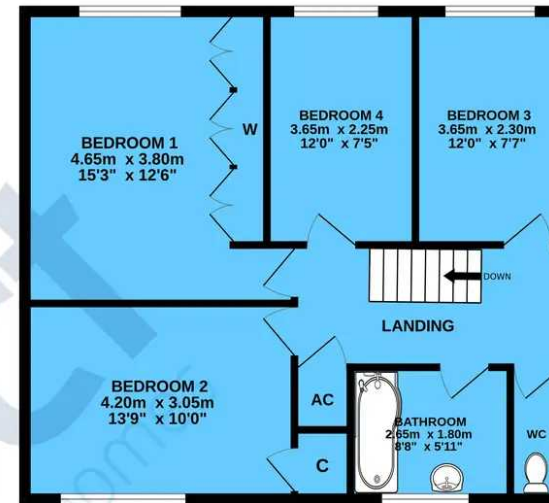 BEDROOM 1
4.65m x 3.80m
15'3" x 12'6"
W
BEDROOM 4
3.65m x 2.25m
12'0" x 7'5"
BEDROOM 3
3.65m x 2.30m
12'0" x 7'7"
DOWN
LANDING
BEDROOM 2
4.20m x 3.05m
13'9" x 10'0"
AC
C
BATHROOM
2.65m x 1.80m
8'8" x 5'11"
WC